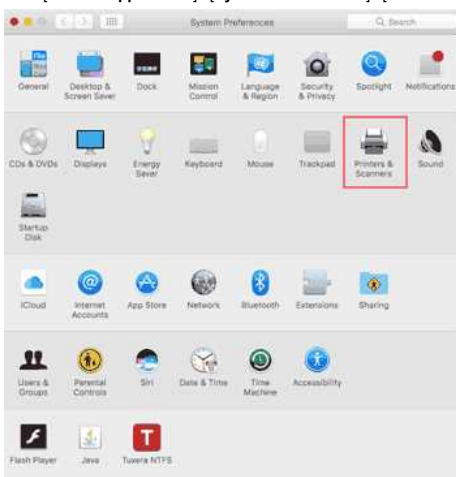 System Preferences
Search
General
Desktop &
Screen Saver
Dock
Mission
Control
Language
& Region
Security
& Privacy
Spotlight
Notifications
CDs & DVDs
Displays
Energy
Saver
Keyboard
Mouse
Trackpad
Printers &
Scanners
Sound
Startup
Disk
iCloud
Internet
Accounts
App Store
Network
Bluetooth
Extensions
Sharing
Users &
Groups
Parental
Controls
Siri
Date & Time
Time
Machine
Accessibility
Flash Player
Java
Tuxera NTFS